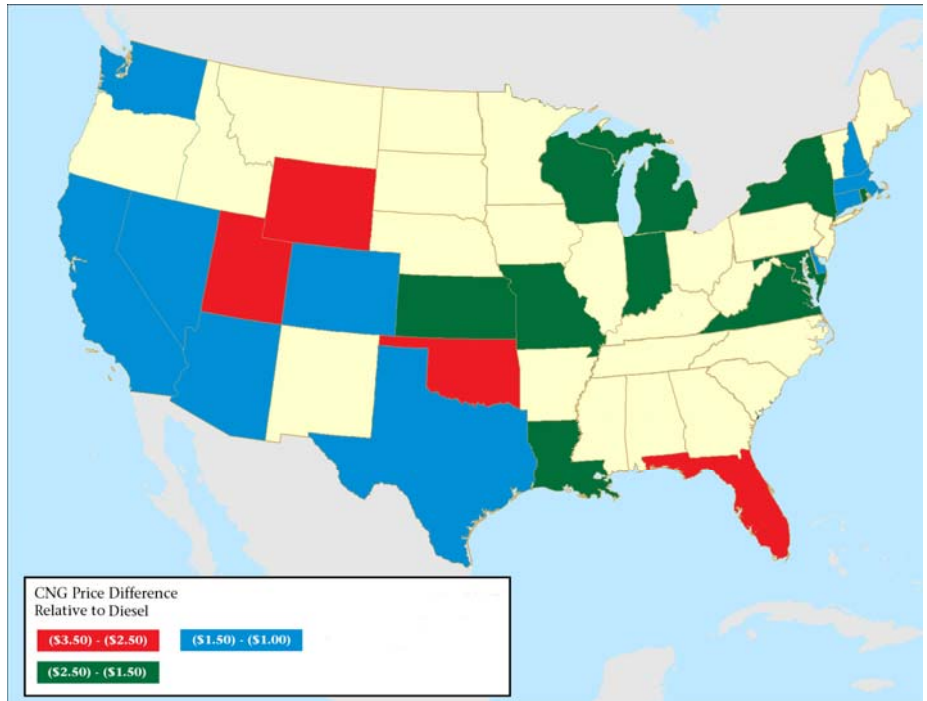 CNG Price Difference
Relative to Diesel
($3.50) - ($2.50) ($1.50) - ($1.00)
($2.50) - ($1.50)